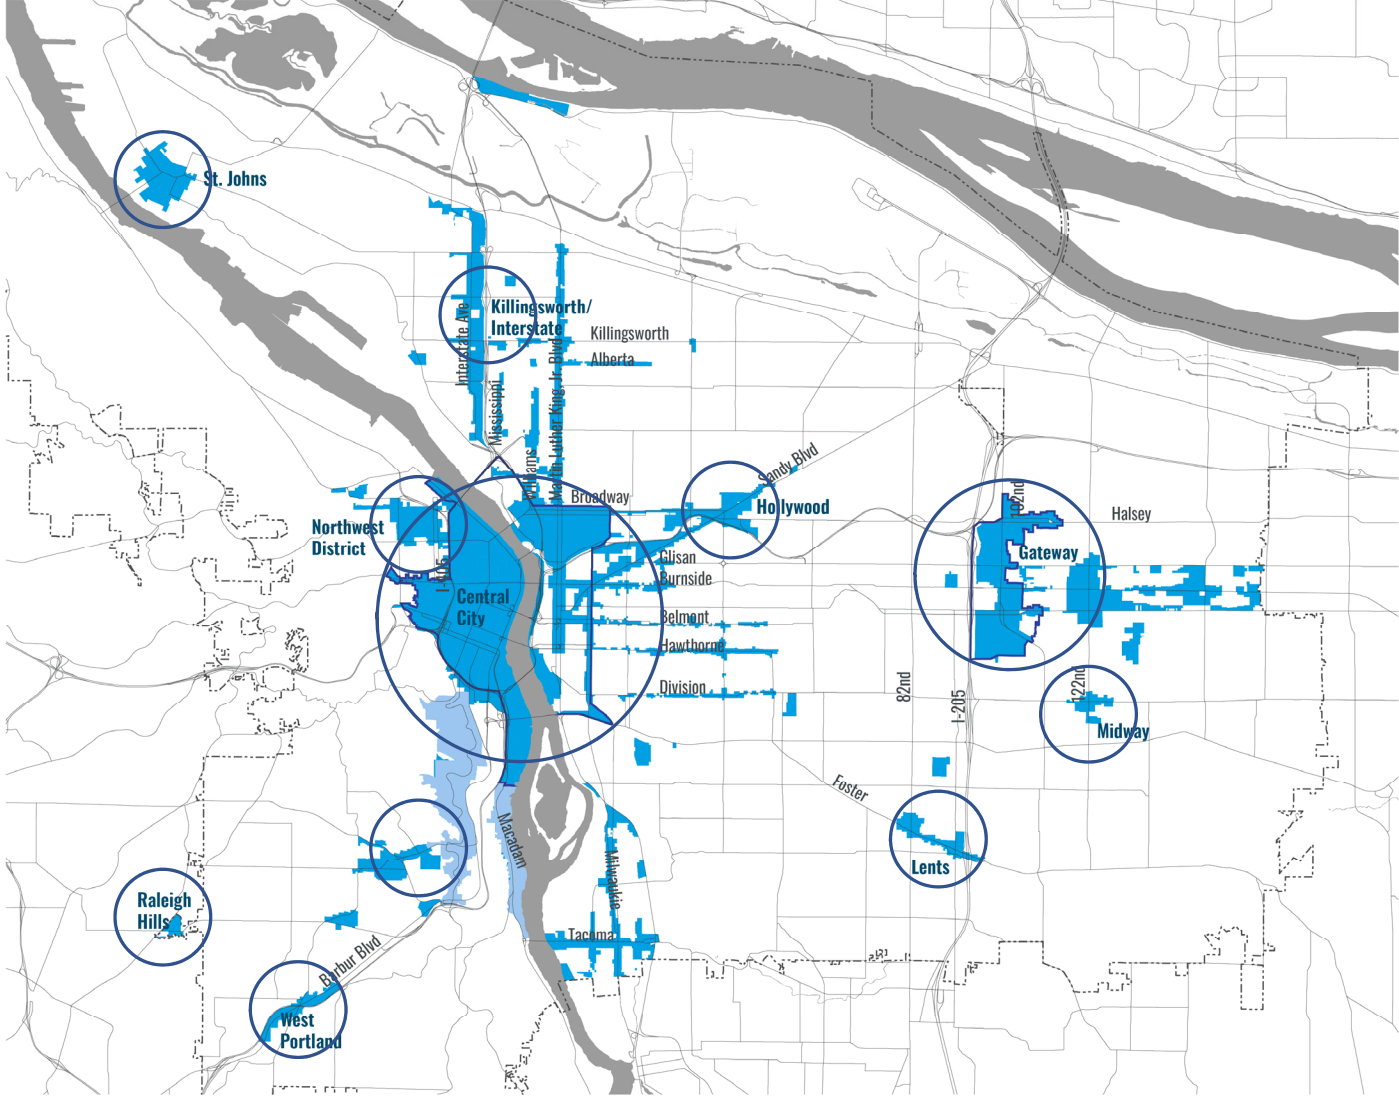 St. Johns
Killingsworth/
Interstate
Interstate Ave
Killingsworth
Alberta
Mississippi
Williams
Martin Luther King, Jr. Blvd
Sandy Blvd
Broadway
Hollywood
Northwest
District
I-405
Central
City
Glisan
Burnside
Belmont
Hawthorne
Division
102nd
Halsey
Gateway
82nd
I-205
122nd
Midway
Foster
Lents
Macadam
Milwaukie
Tacoma
Raleigh
Hills
Barbur Blvd
West
Portland